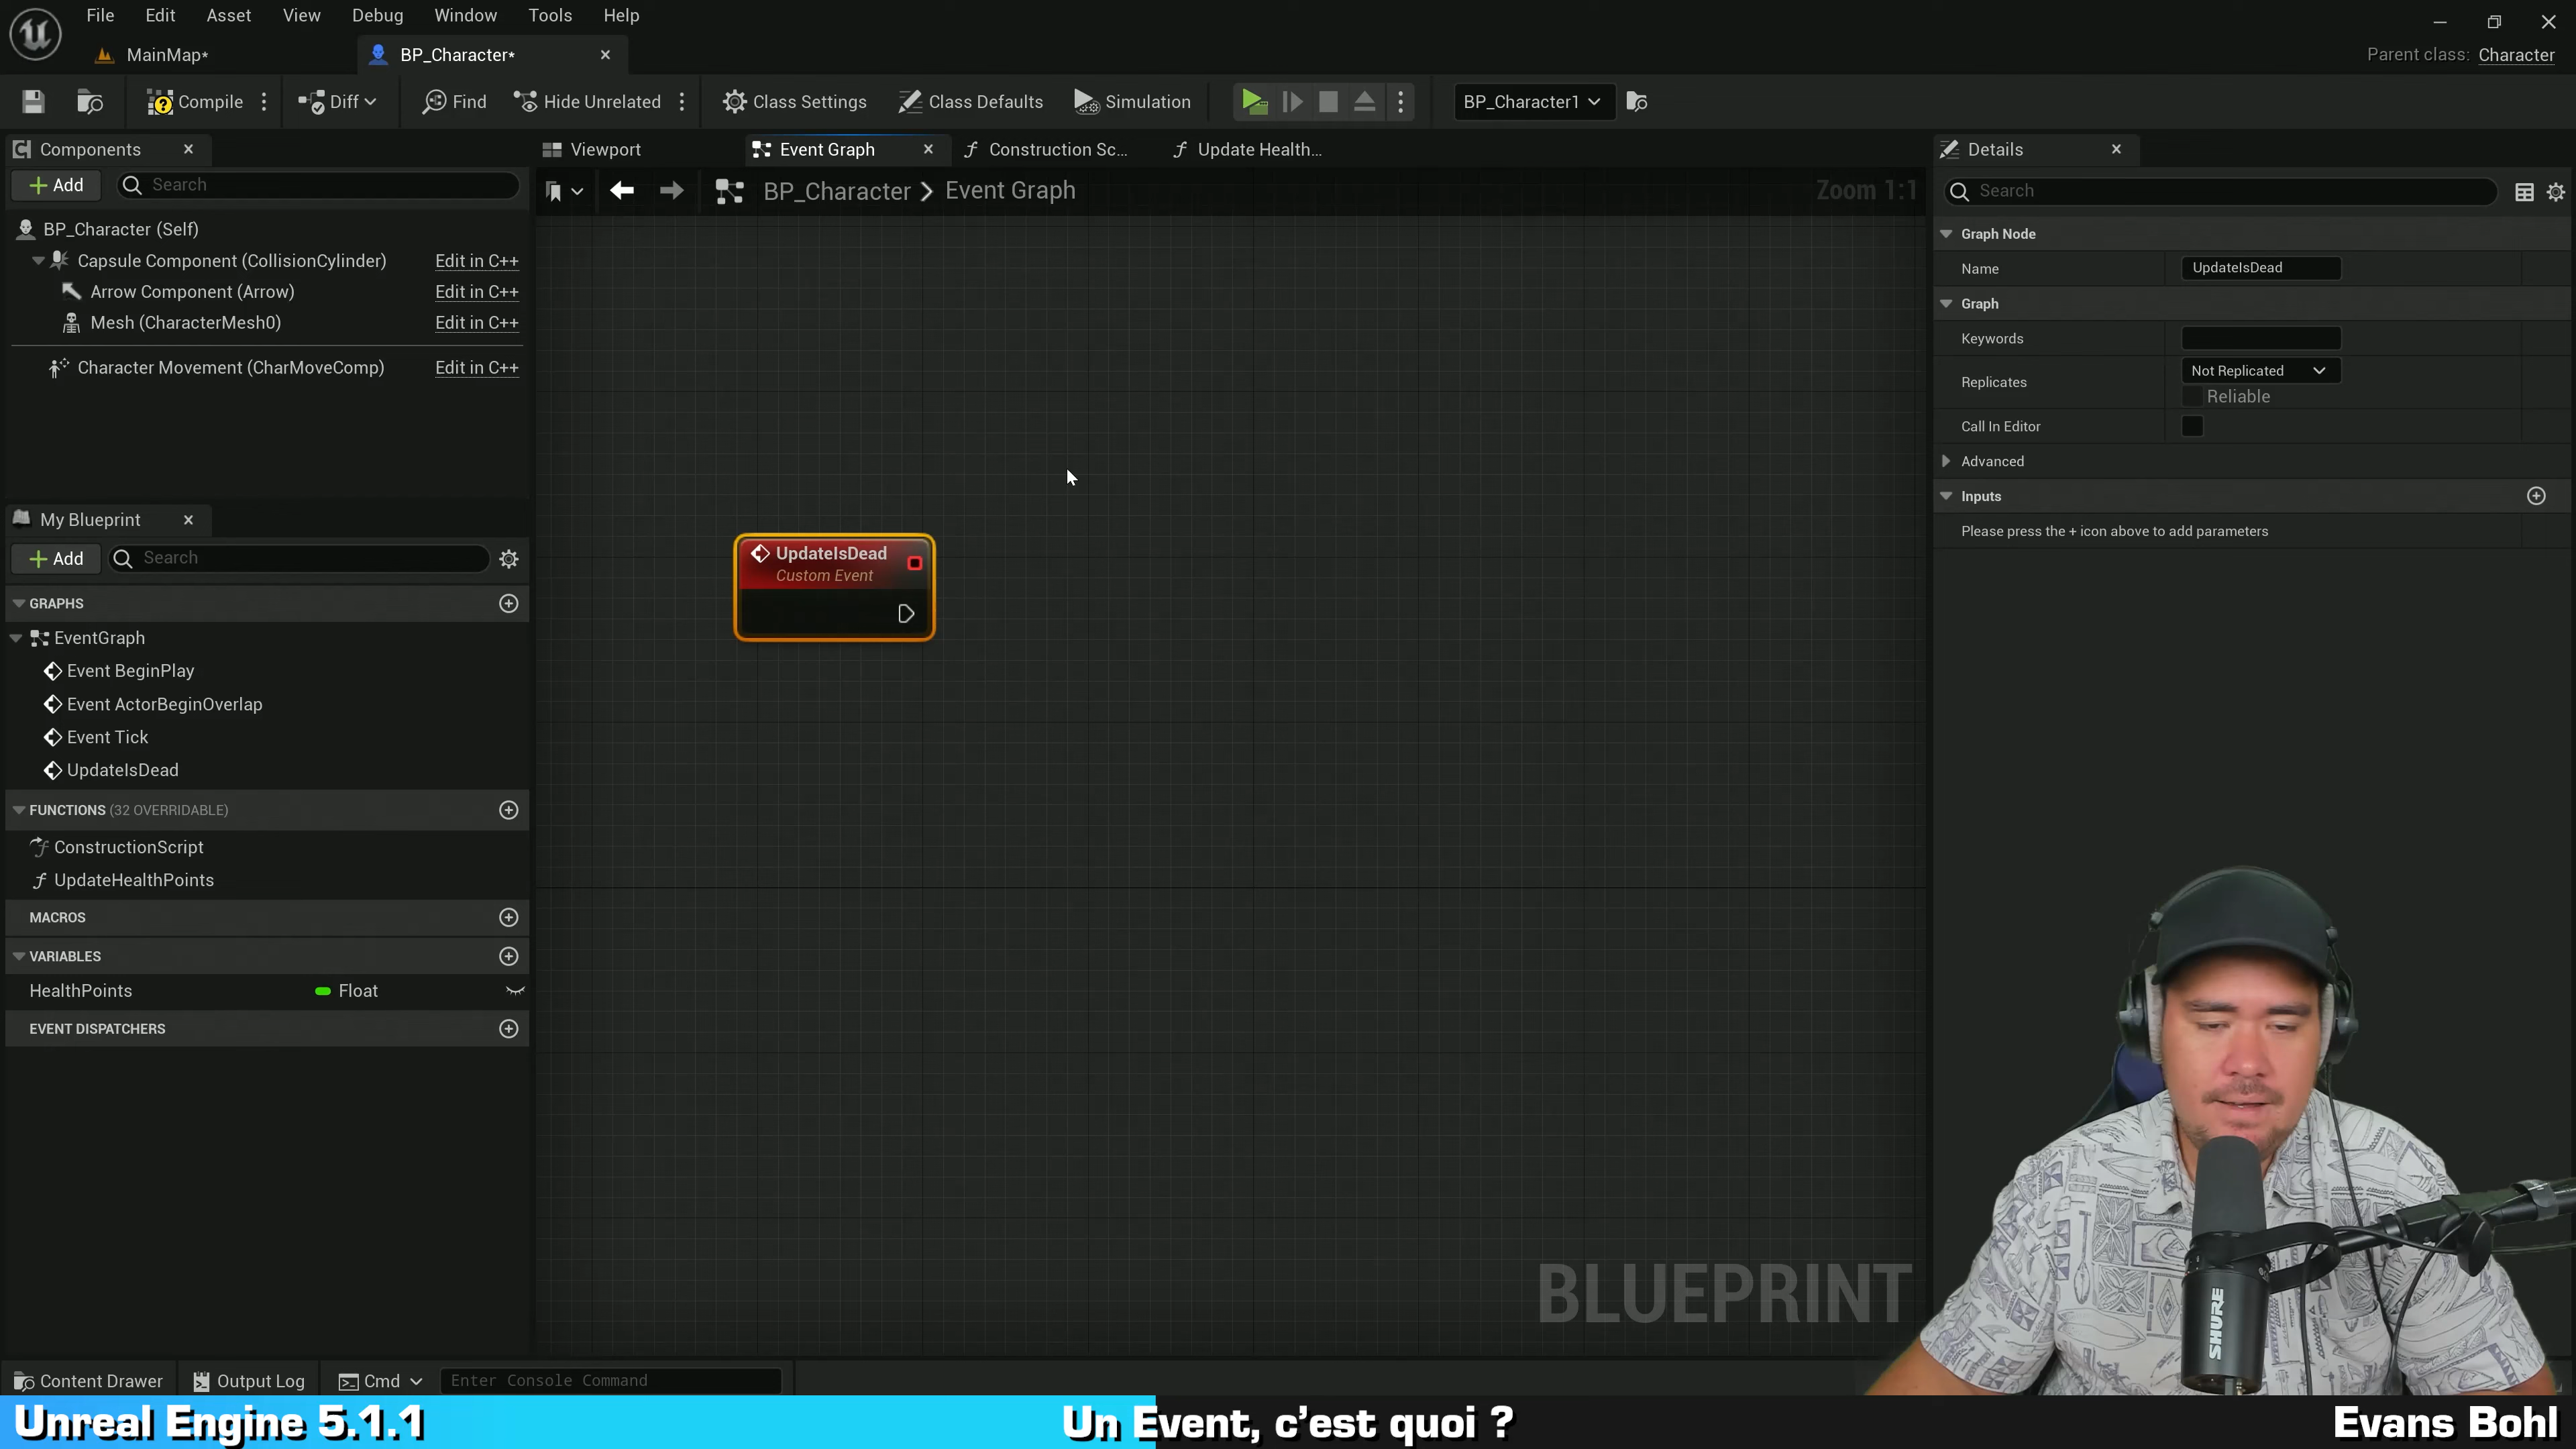 File Edit Asset View Debug Window Tools Help
MainMap* BP_Character*
Parent class: Character
Compile Diff Find Hide Unrelated Class Settings Class Defaults Simulation BP_Character1
Components
Add Search
BP_Character (Self)
Capsule Component (CollisionCylinder) Edit in C++
Arrow Component (Arrow) Edit in C++
Mesh (CharacterMesh0) Edit in C++
Character Movement (CharMoveComp) Edit in C++
My Blueprint
Add Search
GRAPHS
EventGraph
Event BeginPlay
Event ActorBeginOverlap
Event Tick
UpdateIsDead
FUNCTIONS (32 OVERRIDABLE)
ConstructionScript
UpdateHealthPoints
MACROS
VARIABLES
HealthPoints Float
EVENT DISPATCHERS
Viewport Event Graph Construction Sc... Update Health...
BP_Character > Event Graph Zoom 1:1
UpdateIsDead
Custom Event
BLUEPRINT
Details
Search
Graph Node
Name UpdateIsDead
Graph
Keywords
Replicates Not Replicated
Reliable
Call In Editor
Advanced
Inputs
Please press the + icon above to add parameters
SHURE
Content Drawer Output Log Cmd Enter Console Command
Unreal Engine 5.1.1 Un Event, c'est quoi ? Evans Bohl